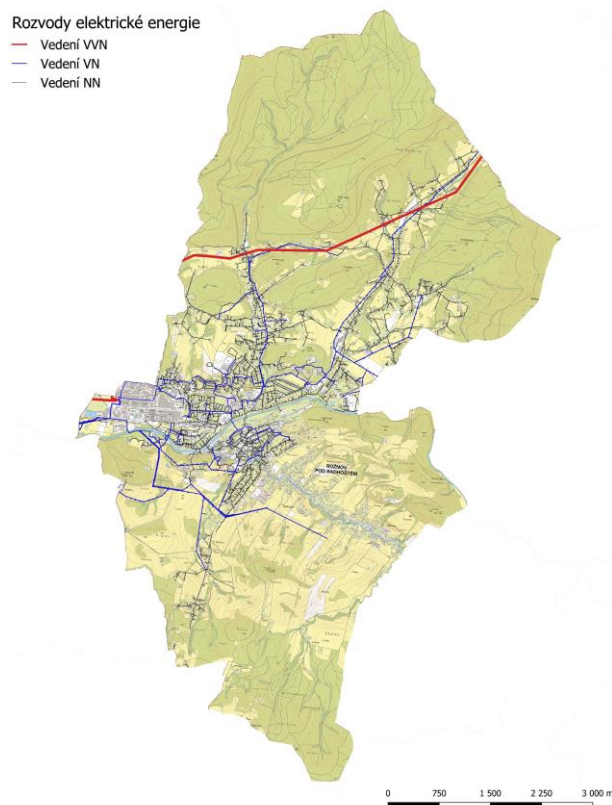 Rozvody elektrické energie
Vedení VVN
Vedení VN
Vedení NN
ROŽNOV
POD RADHOŠTĚM
0 750 1 500 2 250 3 000 m